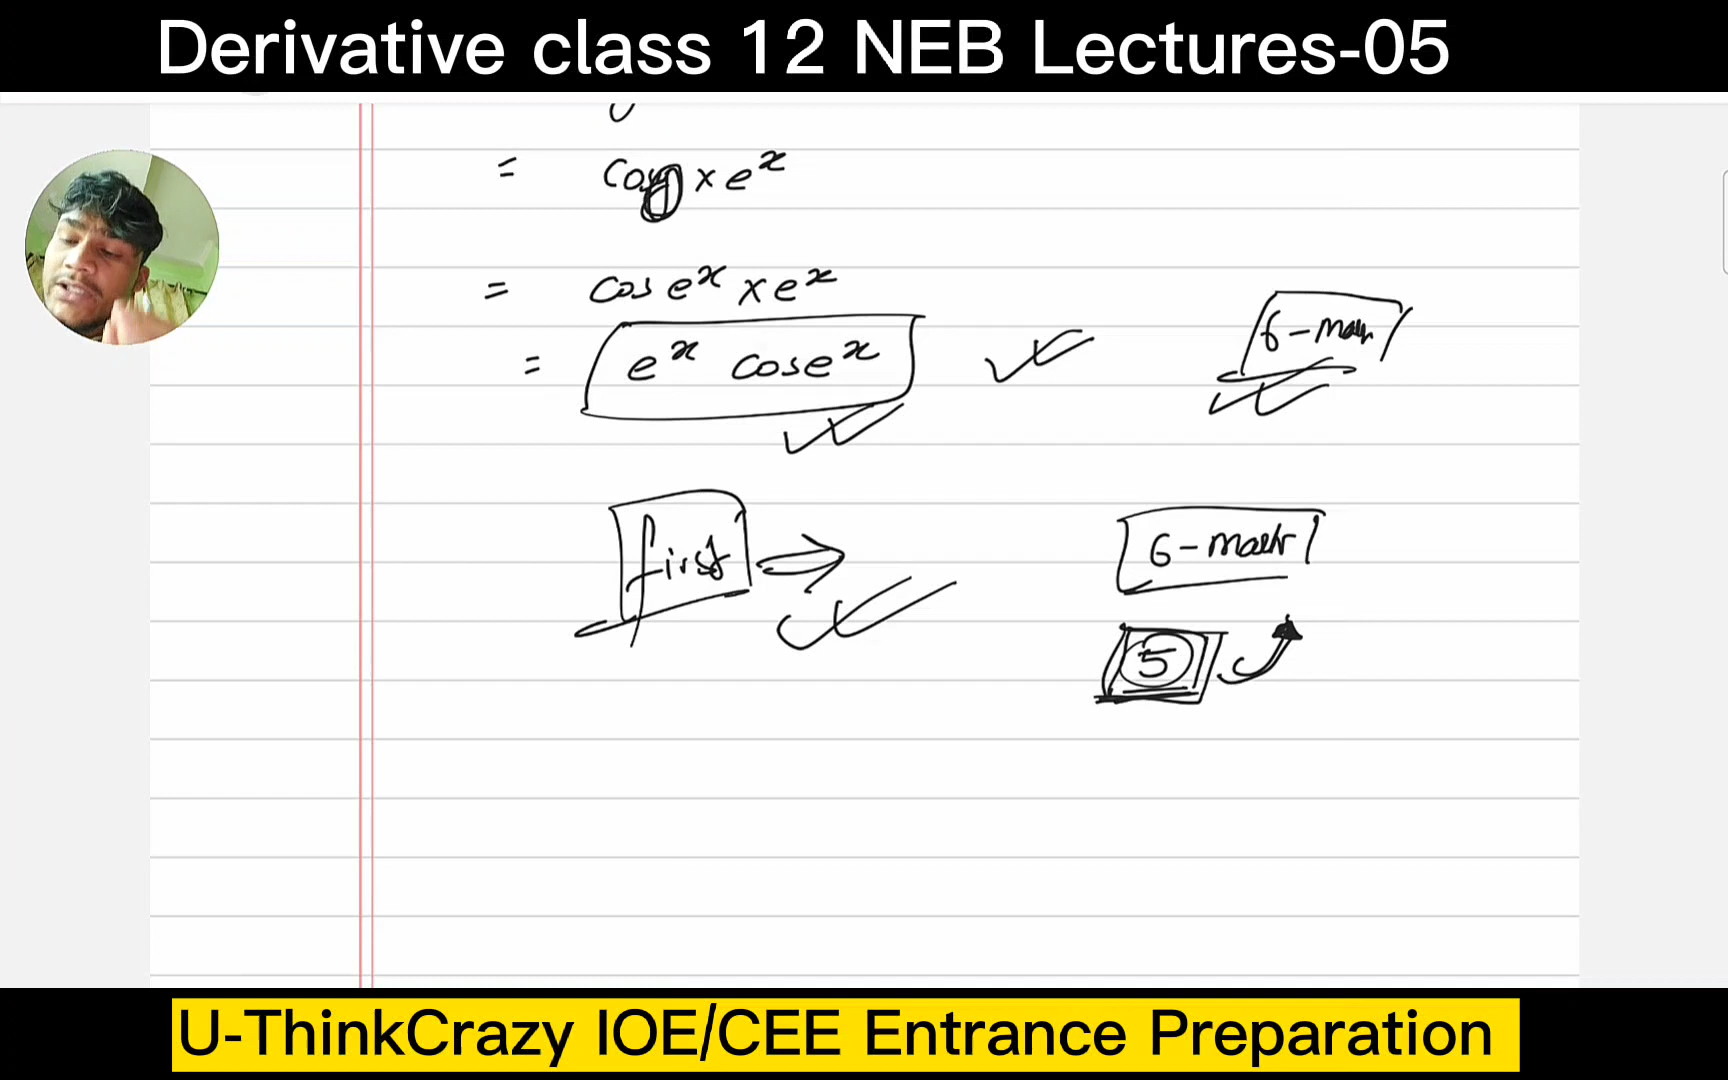 Derivative class 12 NEB Lectures-05
= cosy × e^x
= cos e^x × e^x
= e^x cos e^x
6 - mark
first →
6 - mark
5
U-ThinkCrazy IOE/CEE Entrance Preparation